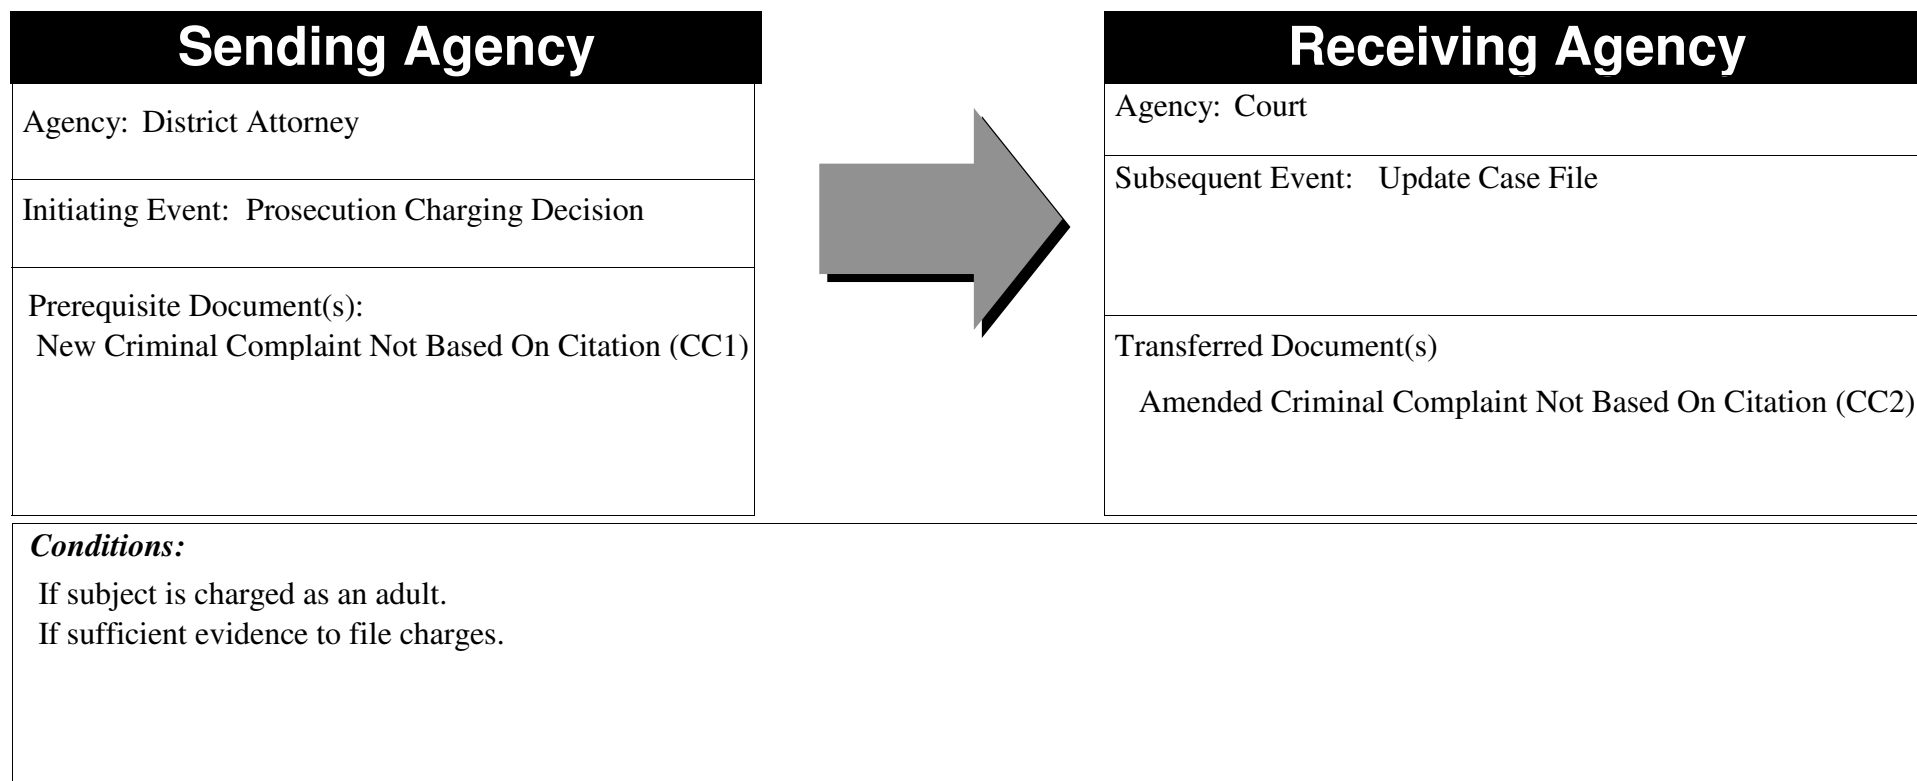 Sending Agency
Agency: District Attorney
Initiating Event: Prosecution Charging Decision
Prerequisite Document(s):
New Criminal Complaint Not Based On Citation (CC1)
Receiving Agency
Agency: Court
Subsequent Event: Update Case File
Transferred Document(s)
Amended Criminal Complaint Not Based On Citation (CC2)
Conditions:
If subject is charged as an adult.
If sufficient evidence to file charges.